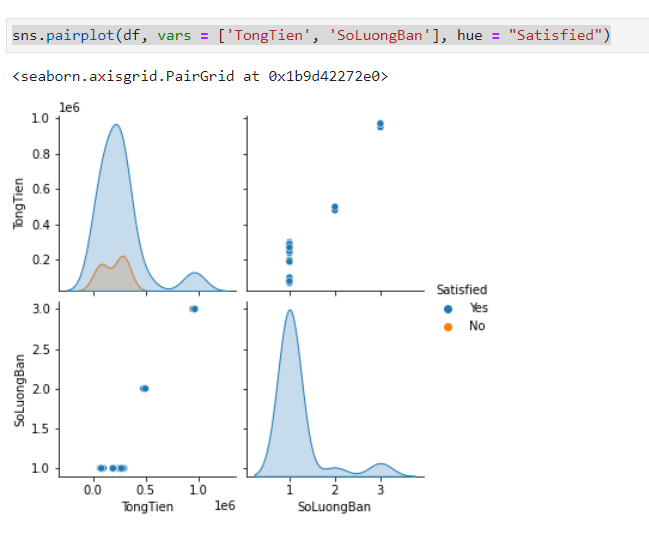 sns.pairplot(df, vars = ['TongTien', 'SoLuongBan'], hue = "Satisfied")
<seaborn.axisgrid.PairGrid at 0x1b9d42272e0>
1e6
1.0
0.8
0.6
0.4
0.2
TongTien
Satisfied
Yes
No
3.0
2.5
2.0
1.5
1.0
SoLuongBan
0.0 0.5 1.0
1 2 3
TongTien 1e6
SoLuongBan